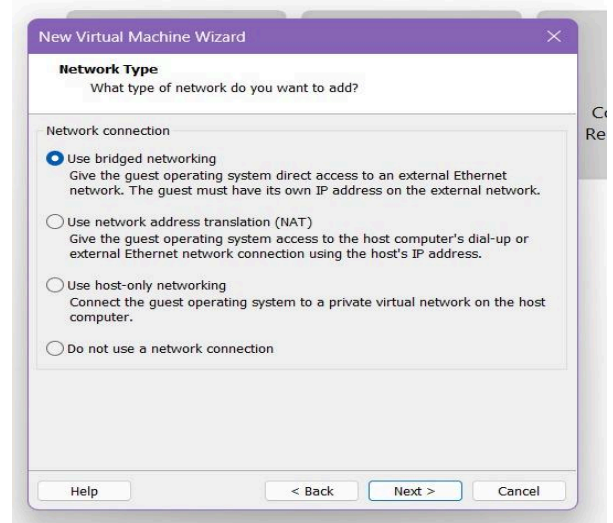 New Virtual Machine Wizard
Network Type
What type of network do you want to add?
Network connection
Use bridged networking
Give the guest operating system direct access to an external Ethernet
network. The guest must have its own IP address on the external network.
Use network address translation (NAT)
Give the guest operating system access to the host computer's dial-up or
external Ethernet network connection using the host's IP address.
Use host-only networking
Connect the guest operating system to a private virtual network on the host
computer.
Do not use a network connection
Help
< Back
Next >
Cancel